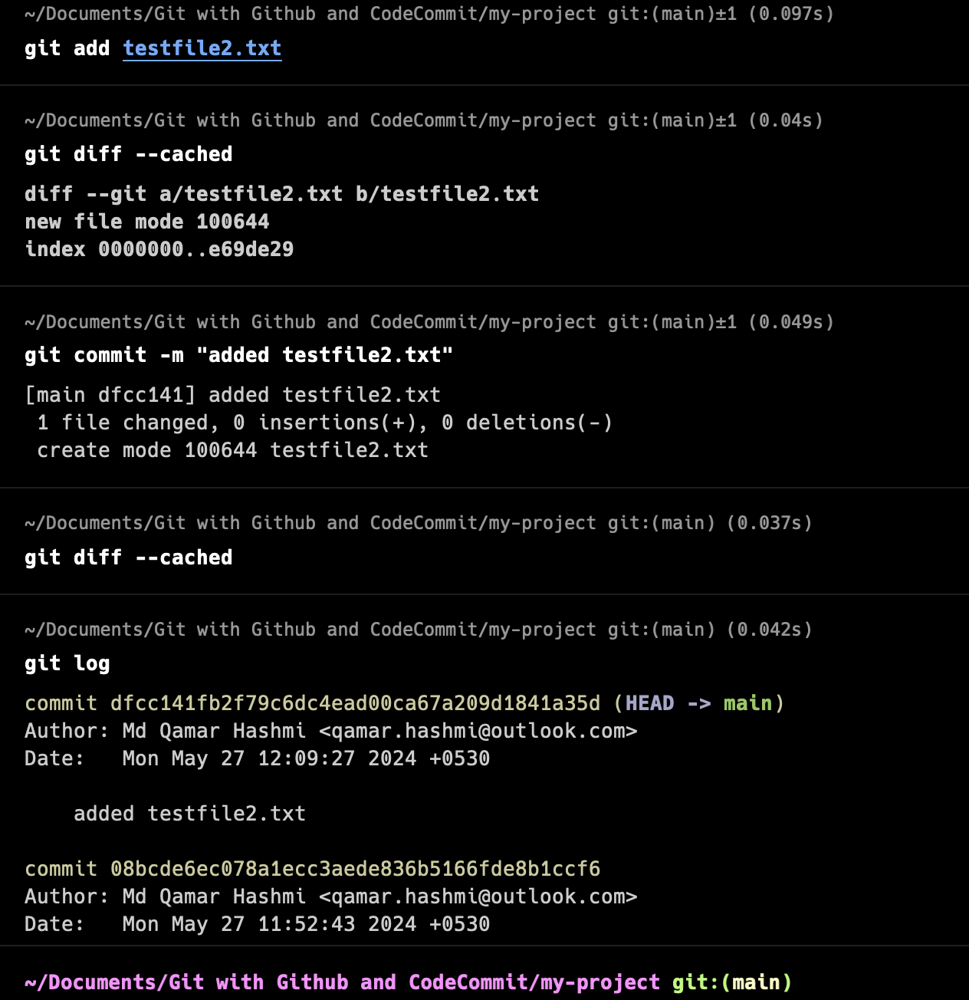 ~/Documents/Git with Github and CodeCommit/my-project git:(main)±1 (0.097s)
git add testfile2.txt
~/Documents/Git with Github and CodeCommit/my-project git:(main)±1 (0.04s)
git diff --cached
diff --git a/testfile2.txt b/testfile2.txt
new file mode 100644
index 0000000..e69de29
~/Documents/Git with Github and CodeCommit/my-project git:(main)±1 (0.049s)
git commit -m "added testfile2.txt"
[main dfcc141] added testfile2.txt
 1 file changed, 0 insertions(+), 0 deletions(-)
 create mode 100644 testfile2.txt
~/Documents/Git with Github and CodeCommit/my-project git:(main) (0.037s)
git diff --cached
~/Documents/Git with Github and CodeCommit/my-project git:(main) (0.042s)
git log
commit dfcc141fb2f79c6dc4ead00ca67a209d1841a35d (HEAD -> main)
Author: Md Qamar Hashmi <qamar.hashmi@outlook.com>
Date:   Mon May 27 12:09:27 2024 +0530
    added testfile2.txt
commit 08bcde6ec078a1ecc3aede836b5166fde8b1ccf6
Author: Md Qamar Hashmi <qamar.hashmi@outlook.com>
Date:   Mon May 27 11:52:43 2024 +0530
~/Documents/Git with Github and CodeCommit/my-project git:(main)